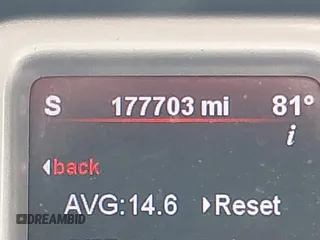 S 177703 mi 81°
i
back
AVG:14.6 Reset
DREAMBID